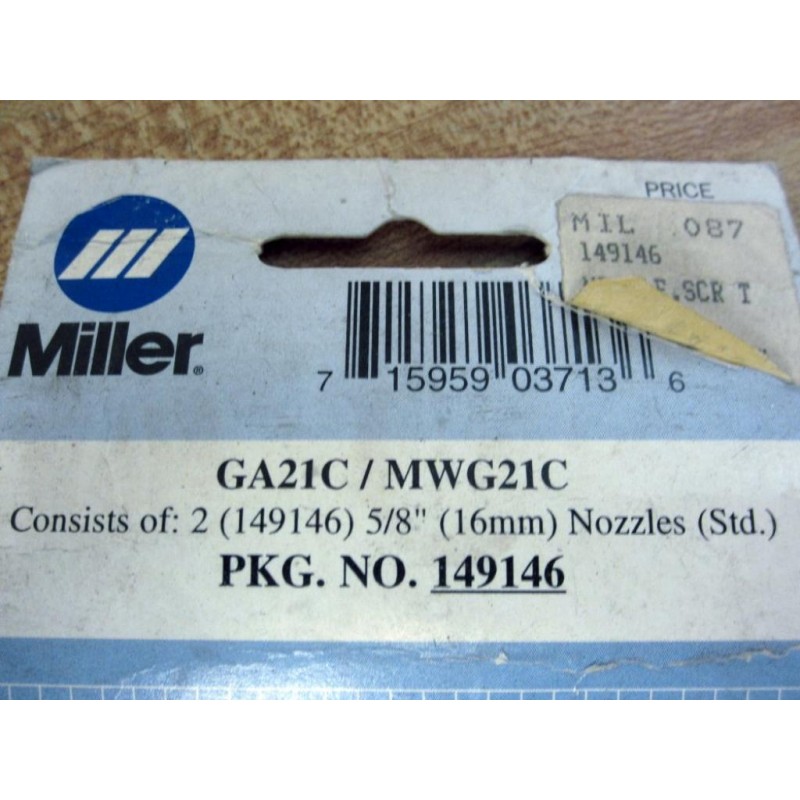 PRICE
MIL 087
149146
.SCR T
Miller®
7 15959 03713 6
GA21C / MWG21C
Consists of: 2 (149146) 5/8" (16mm) Nozzles (Std.)
PKG. NO. 149146